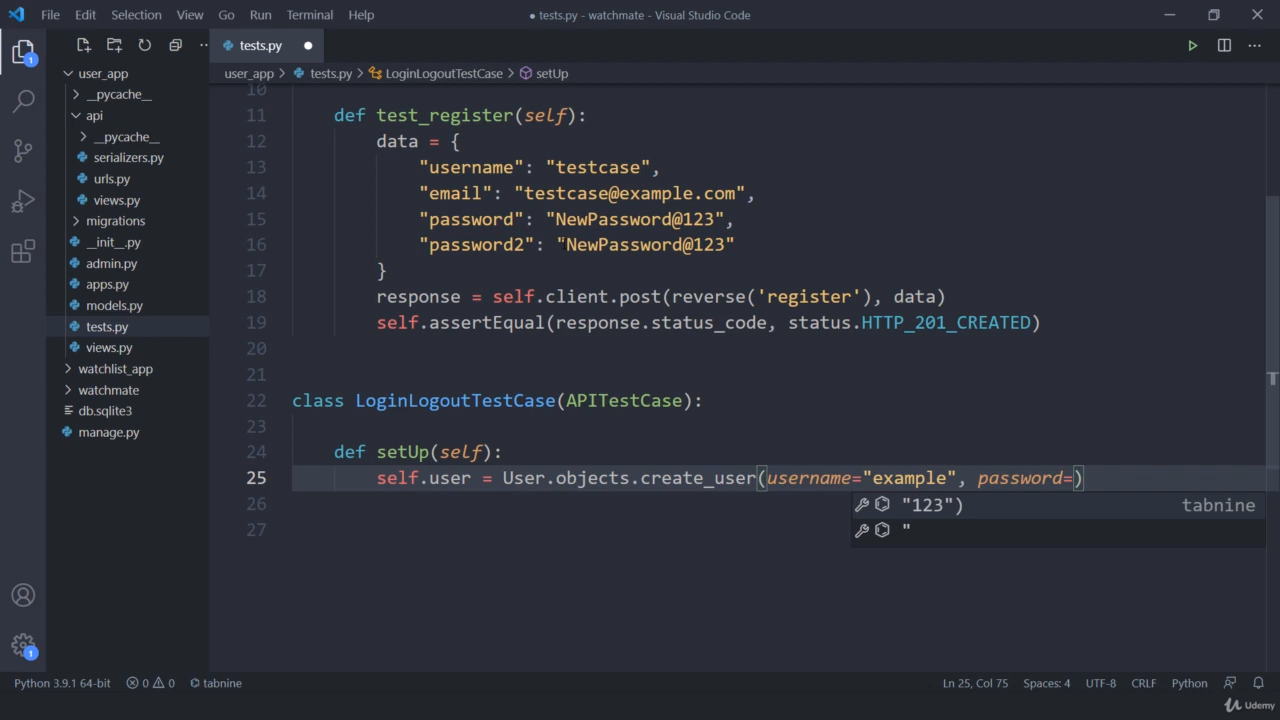 File Edit Selection View Go Run Terminal Help
● tests.py - watchmate - Visual Studio Code
tests.py
user_app > tests.py > LoginLogoutTestCase > setUp
1
user_app
__pycache__
api
__pycache__
serializers.py
urls.py
views.py
migrations
__init__.py
admin.py
apps.py
models.py
tests.py
views.py
watchlist_app
watchmate
db.sqlite3
manage.py
10
11 def test_register(self):
12 data = {
13 "username": "testcase",
14 "email": "testcase@example.com",
15 "password": "NewPassword@123",
16 "password2": "NewPassword@123"
17 }
18 response = self.client.post(reverse('register'), data)
19 self.assertEqual(response.status_code, status.HTTP_201_CREATED)
20
21
22 class LoginLogoutTestCase(APITestCase):
23
24 def setUp(self):
25 self.user = User.objects.create_user(username="example", password=)
"123") tabnine
"
26
27
1
Python 3.9.1 64-bit 0 0 tabnine
Ln 25, Col 75 Spaces: 4 UTF-8 CRLF Python
Udemy